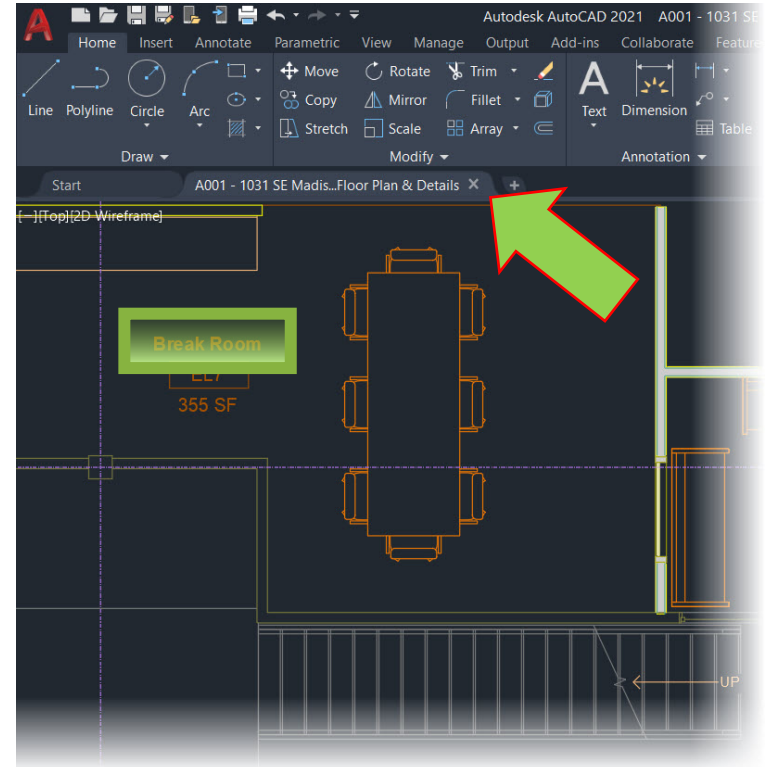 Autodesk AutoCAD 2021 A001 - 1031 SE
Home Insert Annotate Parametric View Manage Output Add-ins Collaborate Feature
Move Rotate Trim
Line Polyline Circle Arc Copy Mirror Fillet Text Dimension
Stretch Scale Array Table
Draw Modify Annotation
Start A001 - 1031 SE Madis...Floor Plan & Details
[−][Top][2D Wireframe]
Break Room
355 SF
UP